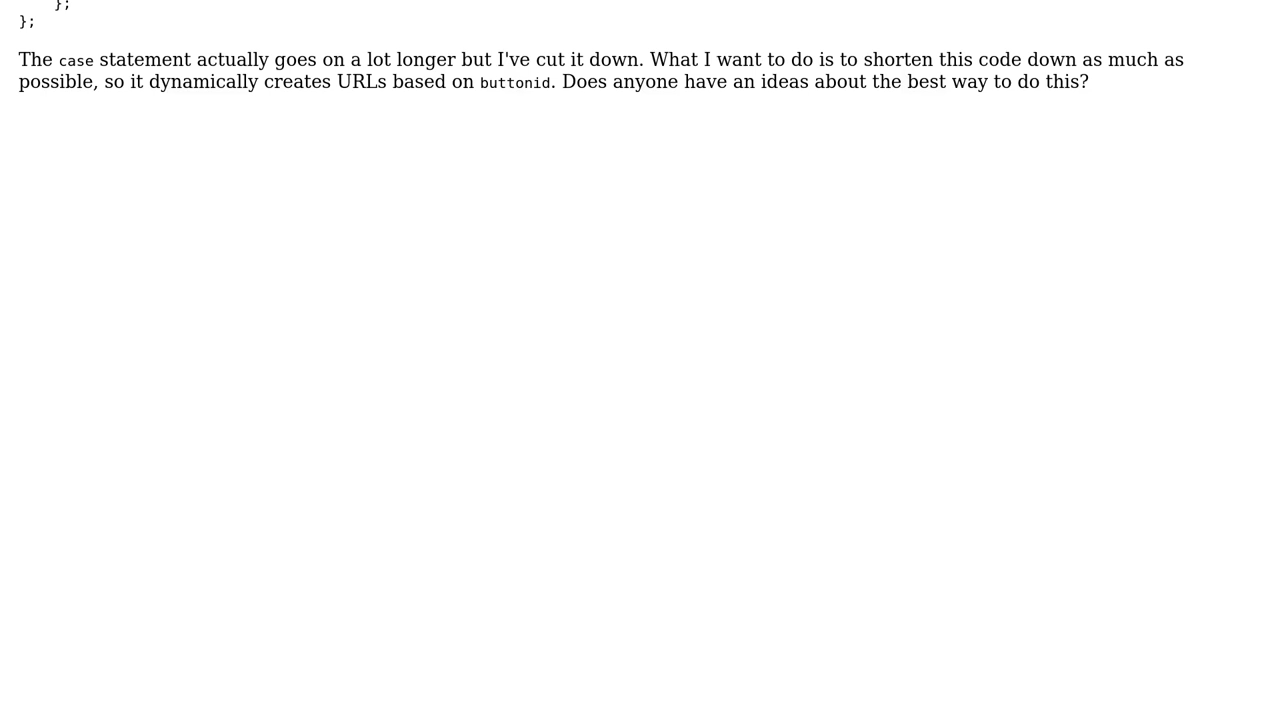 };
};
The case statement actually goes on a lot longer but I've cut it down. What I want to do is to shorten this code down as much as
possible, so it dynamically creates URLs based on buttonid. Does anyone have an ideas about the best way to do this?